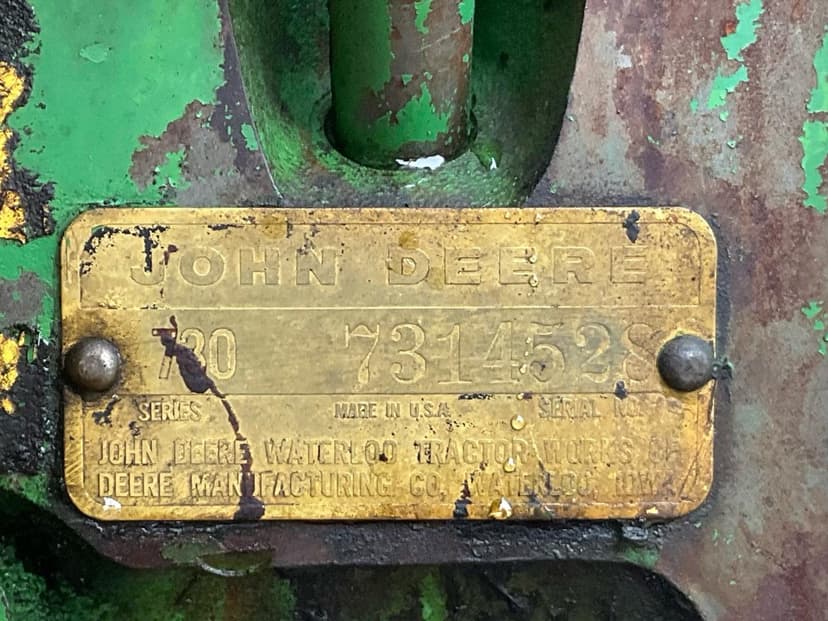 JOHN DEERE
730 7314528
SERIES MADE IN U.S.A. SERIAL NO.
JOHN DEERE WATERLOO TRACTOR WORKS OF
DEERE MANUFACTURING CO, WATERLOO, IOWA